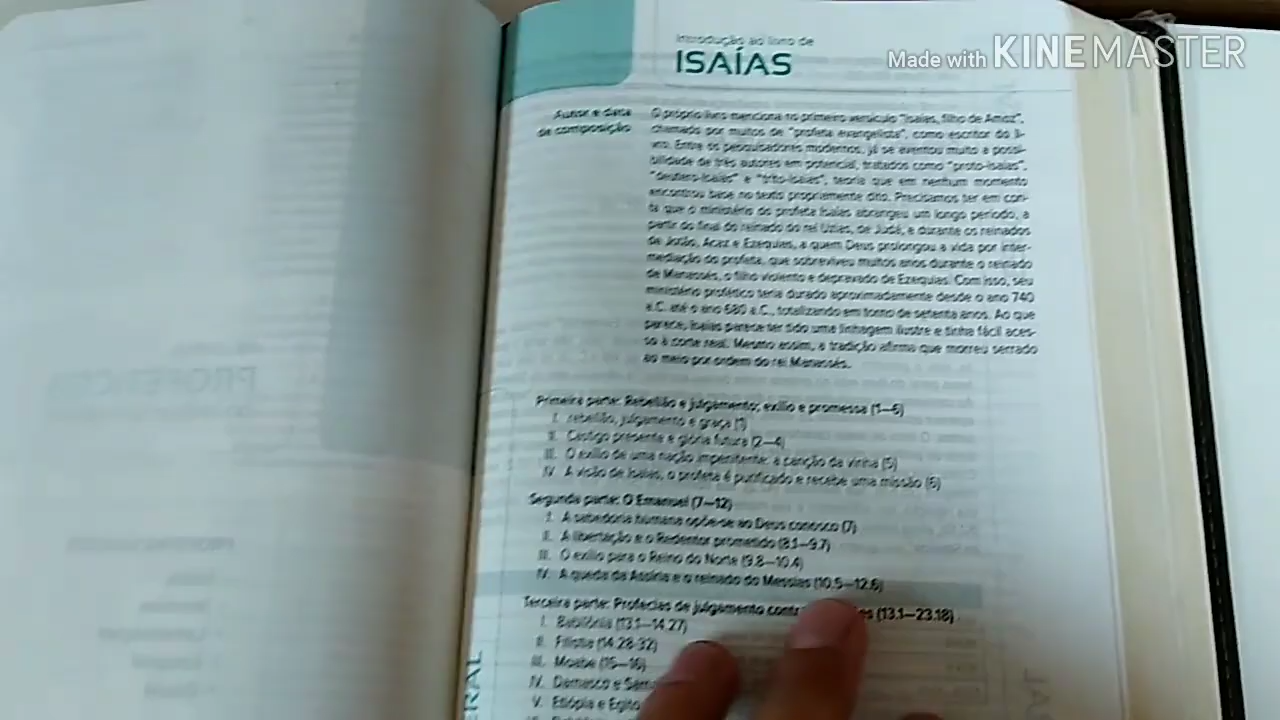 Introdução ao livro de
ISAÍAS
Made with KINEMASTER
Autor e data
de composição
O próprio livro menciona no primeiro versículo "Isaías, filho de Amoz",
chamado por muitos de "profeta evangelista", como escritor do li-
vro. Entre os pesquisadores modernos, já se aventou muito a possi-
bilidade de três autores em potencial, tratados como "proto-Isaías",
"deutero-Isaías" e "trito-Isaías", teoria que em nenhum momento
encontrou base no texto propriamente dito. Precisamos ter em con-
ta que o ministério do profeta Isaías abrangeu um longo período, a
partir do final do reinado do rei Uzias, de Judá, e durante os reinados
de Jotão, Acaz e Ezequias, a quem Deus prolongou a vida por inter-
mediação do profeta, que sobreviveu muitos anos durante o reinado
de Manassés, o filho violento e depravado de Ezequias. Com isso, seu
ministério profético teria durado aproximadamente desde o ano 740
a.C. até o ano 680 a.C., totalizando em torno de setenta anos. Ao que
parece, Isaías parece ter tido uma linhagem ilustre e tinha fácil aces-
so à corte real. Mesmo assim, a tradição afirma que morreu serrado
ao meio por ordem do rei Manassés.
Primeira parte: Rebelião e julgamento; exílio e promessa (1—6)
I. rebelião, julgamento e graça (1)
II. Castigo presente e glória futura (2—4)
III. O exílio de uma nação impenitente: a canção da vinha (5)
IV. A visão de Isaías, o profeta é purificado e recebe uma missão (6)
Segunda parte: O Emanuel (7—12)
I. A sabedoria humana opõe-se ao Deus conosco (7)
II. A libertação e o Redentor prometido (8.1—9.7)
III. O exílio para o Reino do Norte (9.8—10.4)
IV. A queda da Assíria e o reinado do Messias (10.5—12.6)
Terceira parte: Profecias de julgamento contra (13.1—23.18)
I. Babilônia (13.1—14.27)
II. Filístia (14.28-32)
III. Moabe (15—16)
IV. Damasco e
V. Etiópia e Egito